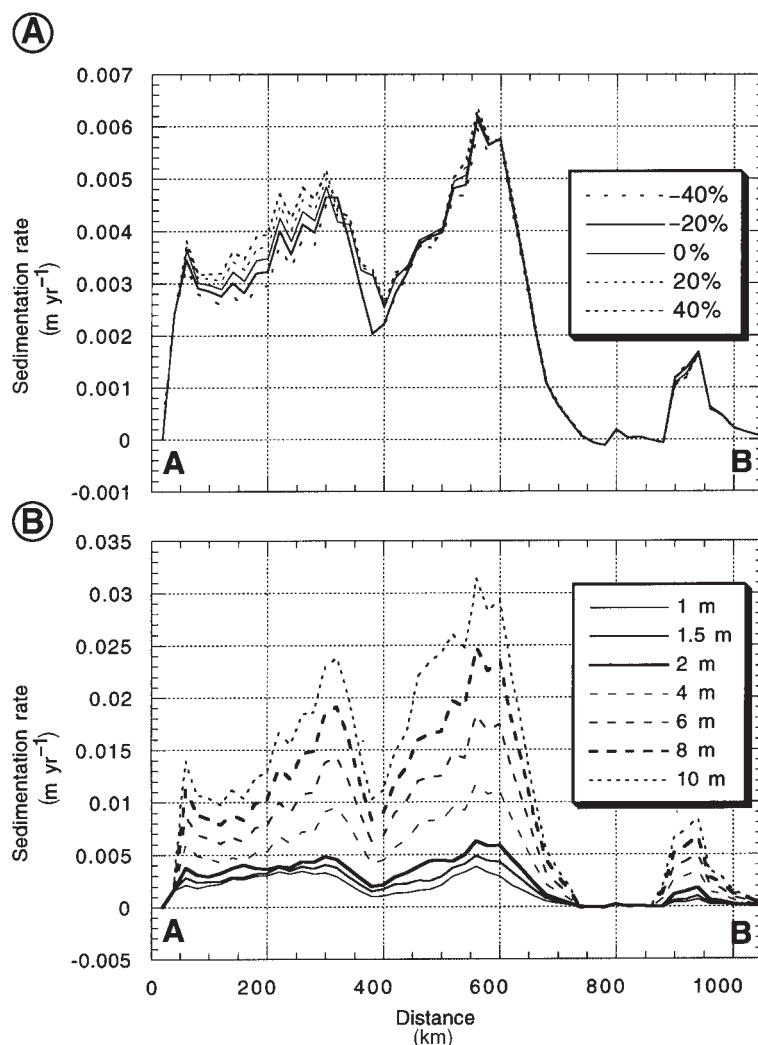 A
0.007
0.006
0.005
0.004
0.003
0.002
0.001
0
-0.001
Sedimentation rate
(m yr⁻¹)
-40%
-20%
0%
20%
40%
A
B
B
0.035
0.03
0.025
0.02
0.015
0.01
0.005
0
-0.005
Sedimentation rate
(m yr⁻¹)
1 m
1.5 m
2 m
4 m
6 m
8 m
10 m
A
B
0 200 400 600 800 1000
Distance
(km)